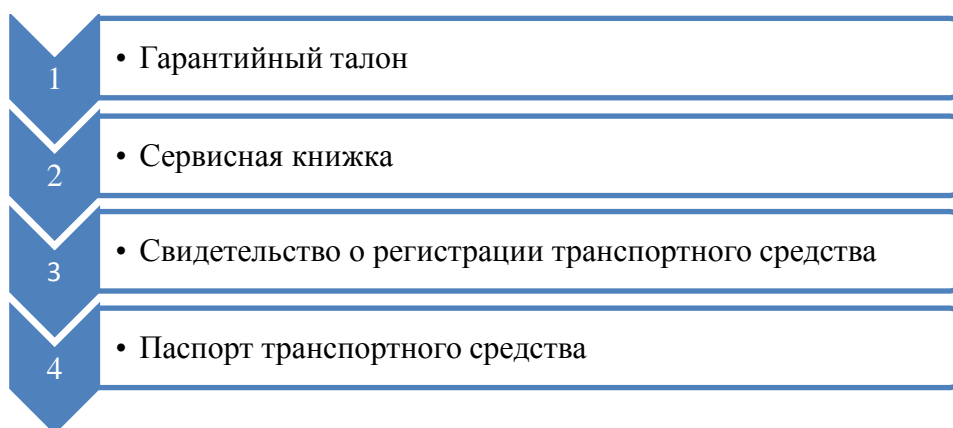 1
• Гарантийный талон
2
• Сервисная книжка
3
• Свидетельство о регистрации транспортного средства
4
• Паспорт транспортного средства